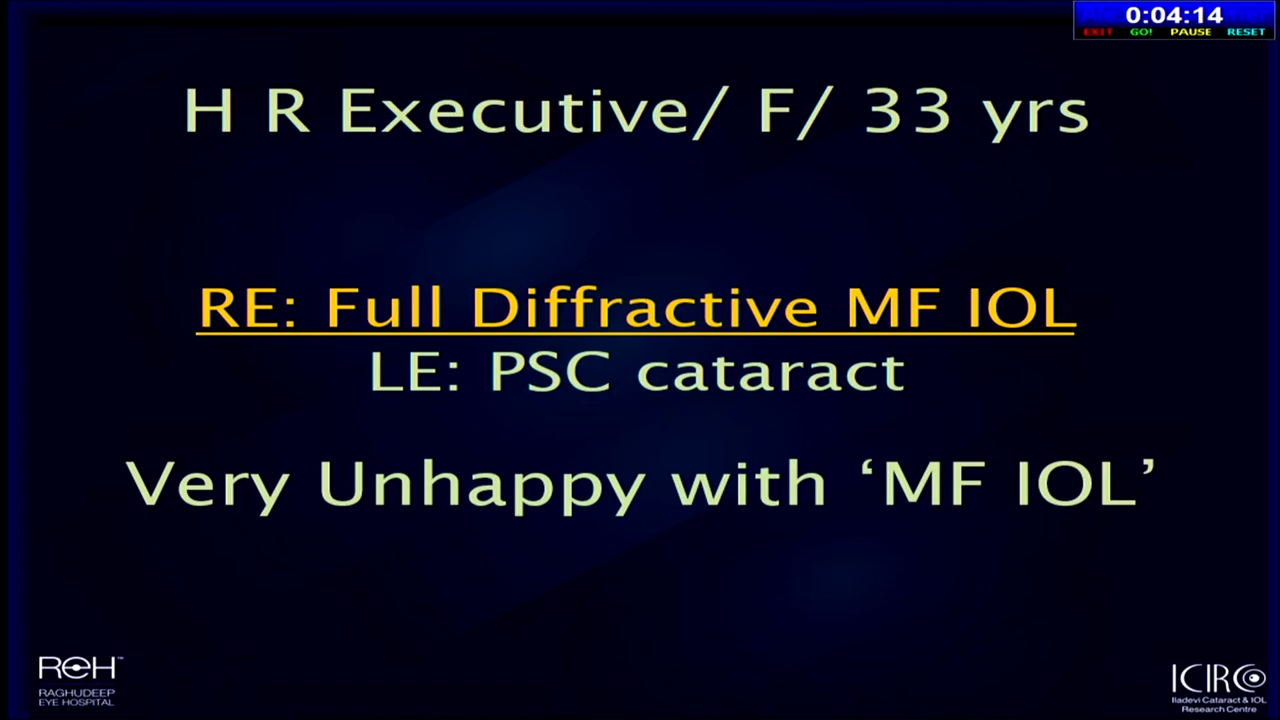 0:04:14
EXIT GO! PAUSE RESET
H R Executive/ F/ 33 yrs
RE: Full Diffractive MF IOL
LE: PSC cataract
Very Unhappy with ‘MF IOL’
REH™
RAGHUDEEP
EYE HOSPITAL
ICIRC
Iladevi Cataract & IOL
Research Centre